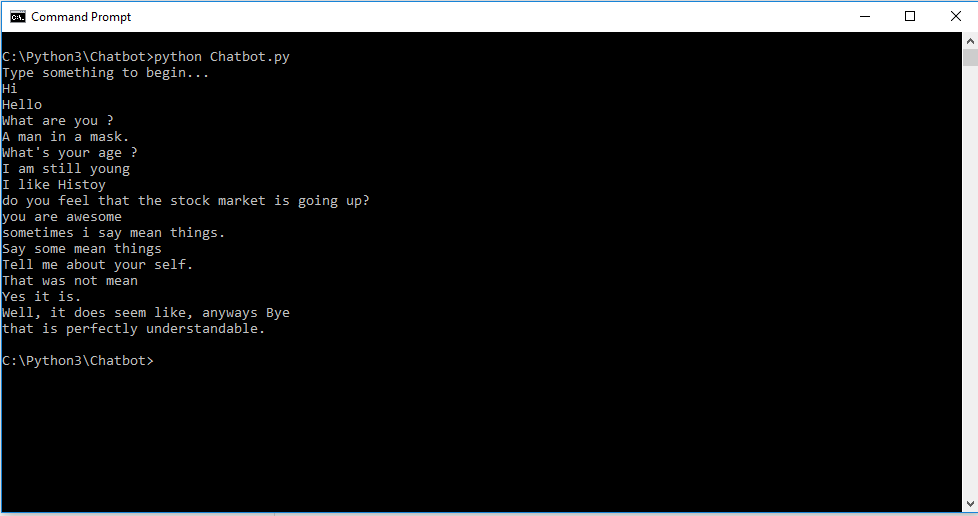 Command Prompt
C:\Python3\Chatbot>python Chatbot.py
Type something to begin...
Hi
Hello
What are you ?
A man in a mask.
What's your age ?
I am still young
I like Histoy
do you feel that the stock market is going up?
you are awesome
sometimes i say mean things.
Say some mean things
Tell me about your self.
That was not mean
Yes it is.
Well, it does seem like, anyways Bye
that is perfectly understandable.
C:\Python3\Chatbot>